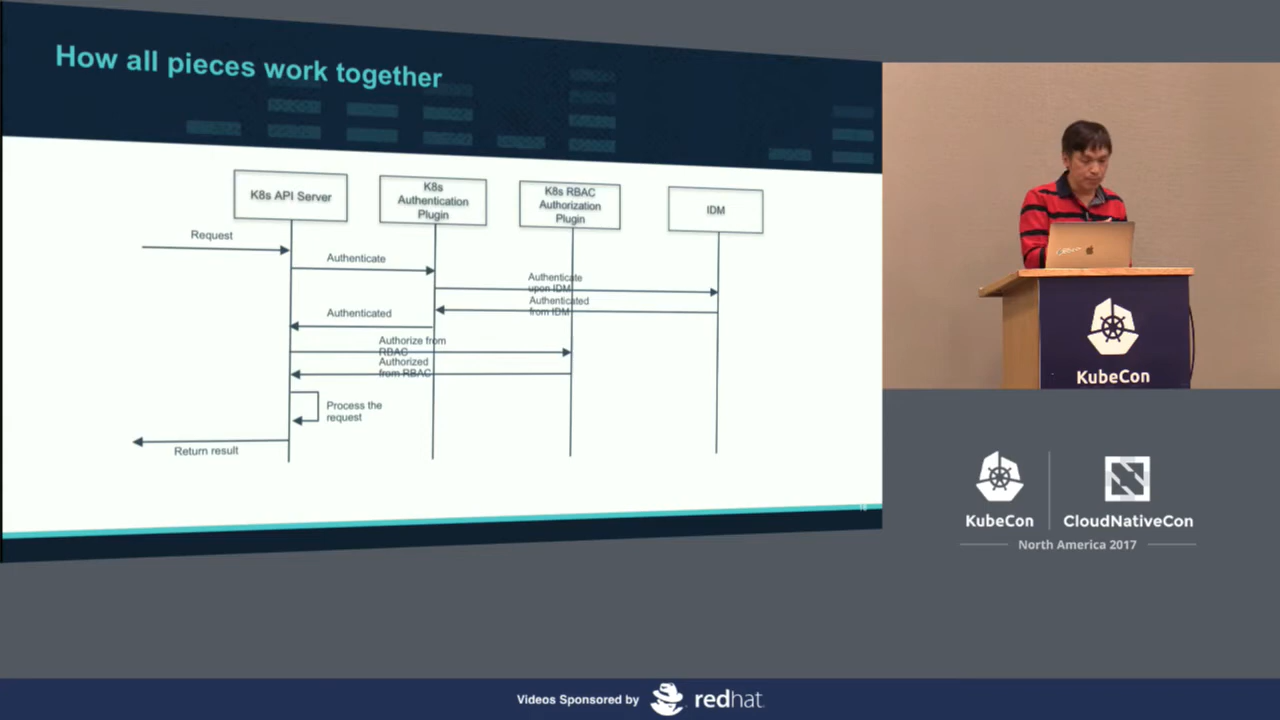 How all pieces work together
K8s API Server
K8s
Authentication
Plugin
K8s RBAC
Authorization
Plugin
IDM
Request
Authenticate
Authenticate
upon IDM
Authenticated
from IDM
Authenticated
Authorize from
RBAC
Authorized
from RBAC
Process the
request
Return result
KubeCon
KubeCon
CloudNativeCon
North America 2017
Videos Sponsored by
redhat